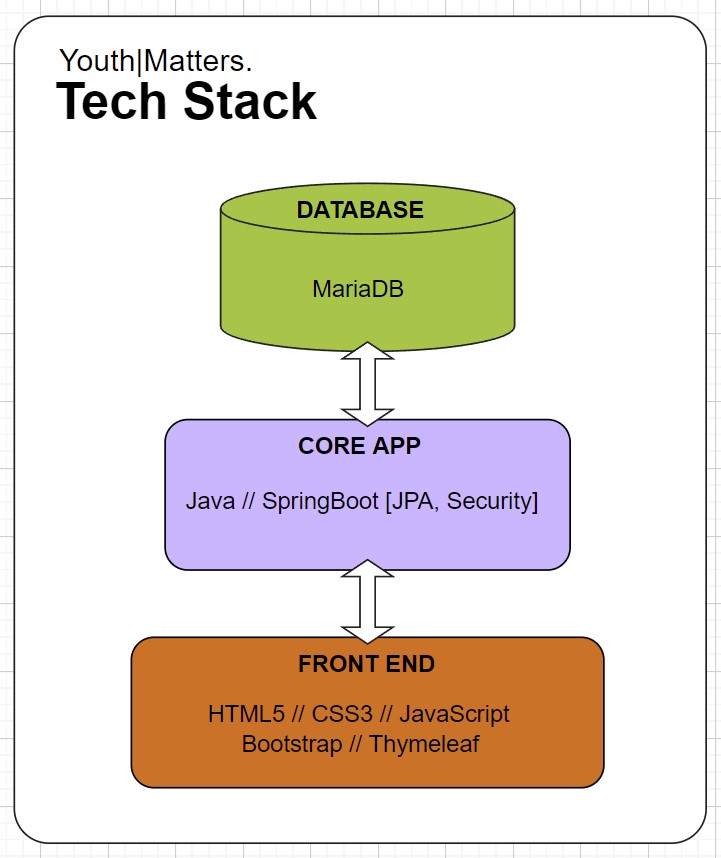 Youth|Matters.
Tech Stack
DATABASE
MariaDB
CORE APP
Java // SpringBoot [JPA, Security]
FRONT END
HTML5 // CSS3 // JavaScript
Bootstrap // Thymeleaf